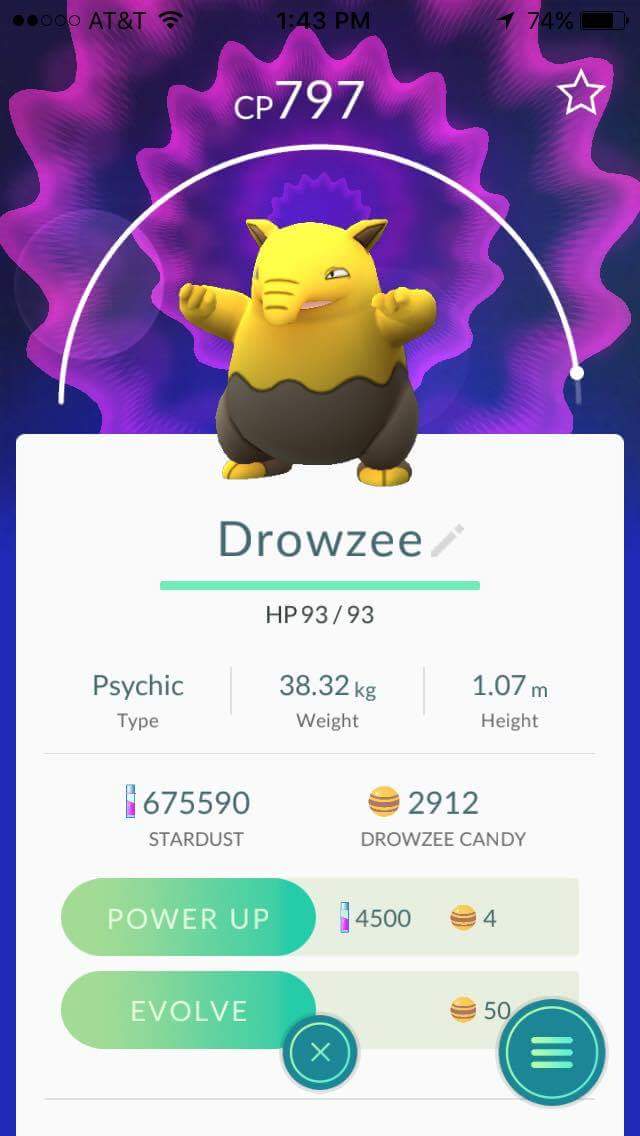 AT&T 1:43 PM 74%
CP797
Drowzee
HP 93 / 93
Psychic 38.32 kg 1.07 m
Type Weight Height
675590 2912
STARDUST DROWZEE CANDY
POWER UP 4500 4
EVOLVE 50